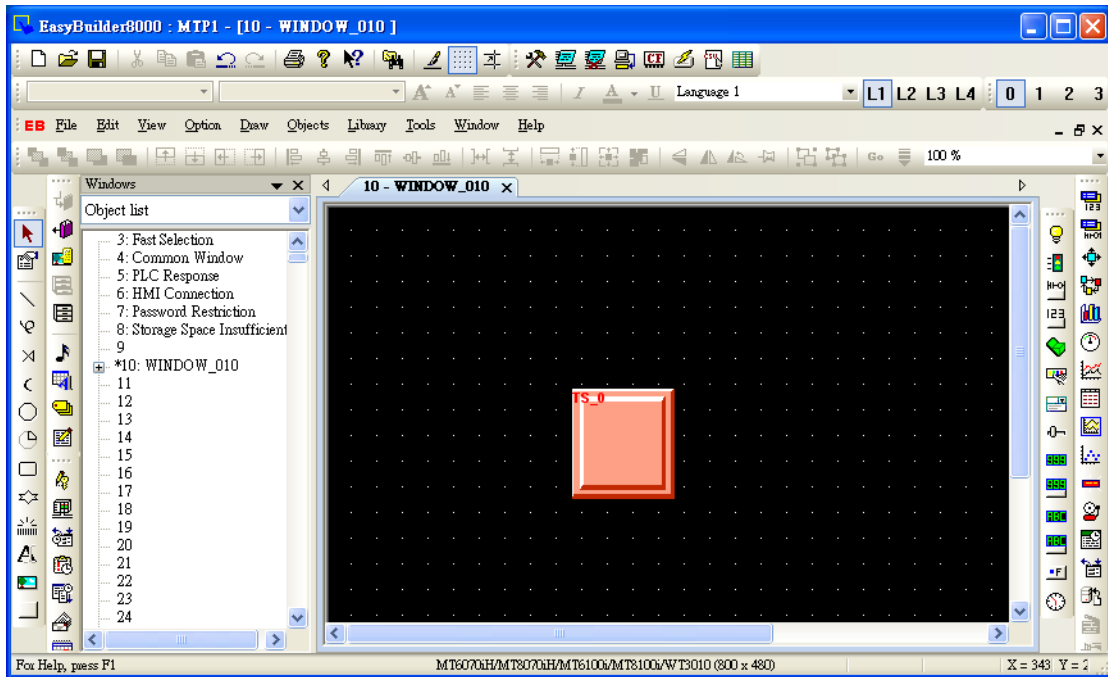 EasyBuilder8000 : MTP1 - [10 - WINDOW_010 ]
Language 1 L1 L2 L3 L4 0 1 2 3
EB File Edit View Option Draw Objects Library Tools Window Help
Go 100 %
Windows
10 - WINDOW_010
Object list
3: Fast Selection
4: Common Window
5: PLC Response
6: HMI Connection
7: Password Restriction
8: Storage Space Insufficient
9
*10: WINDOW_010
11
12
13
14
15
16
17
18
19
20
21
22
23
24
TS_0
For Help, press F1
MT6070iH/MT8070iH/MT6100i/MT8100i/WT3010 (800 x 480)
X = 343 Y = 2